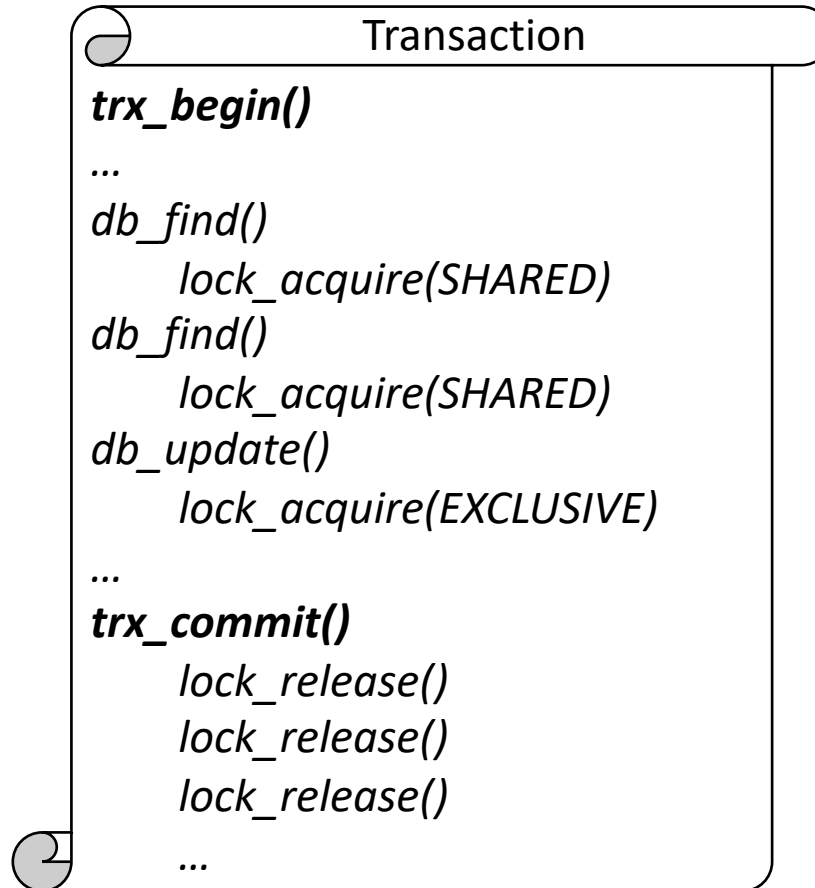 Transaction
trx_begin()
...
db_find()
lock_acquire(SHARED)
db_find()
lock_acquire(SHARED)
db_update()
lock_acquire(EXCLUSIVE)
...
trx_commit()
lock_release()
lock_release()
lock_release()
...